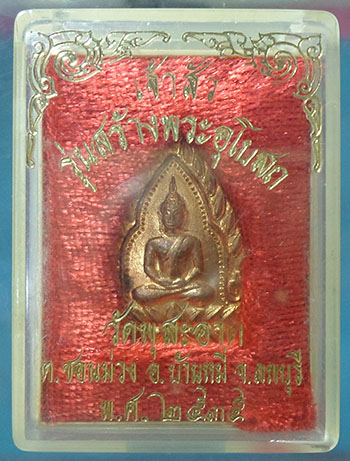 เจ้าสัว
รุ่นสร้างพระอุโบสถ
วัดพุสะอาด
ต.ชอนม่วง อ.บ้านหมี่ จ.ลพบุรี
พ.ศ.๒๕๓๕